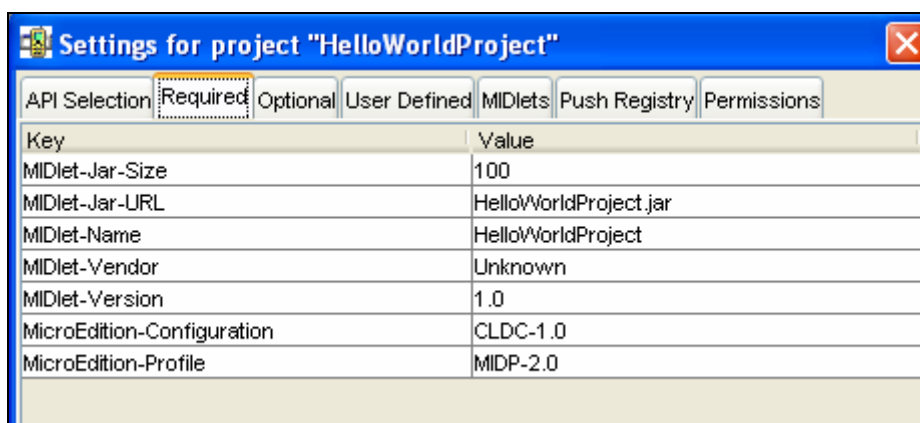 Settings for project "HelloWorldProject"
API Selection Required Optional User Defined MIDlets Push Registry Permissions
Key Value
MIDlet-Jar-Size 100
MIDlet-Jar-URL HelloWorldProject.jar
MIDlet-Name HelloWorldProject
MIDlet-Vendor Unknown
MIDlet-Version 1.0
MicroEdition-Configuration CLDC-1.0
MicroEdition-Profile MIDP-2.0